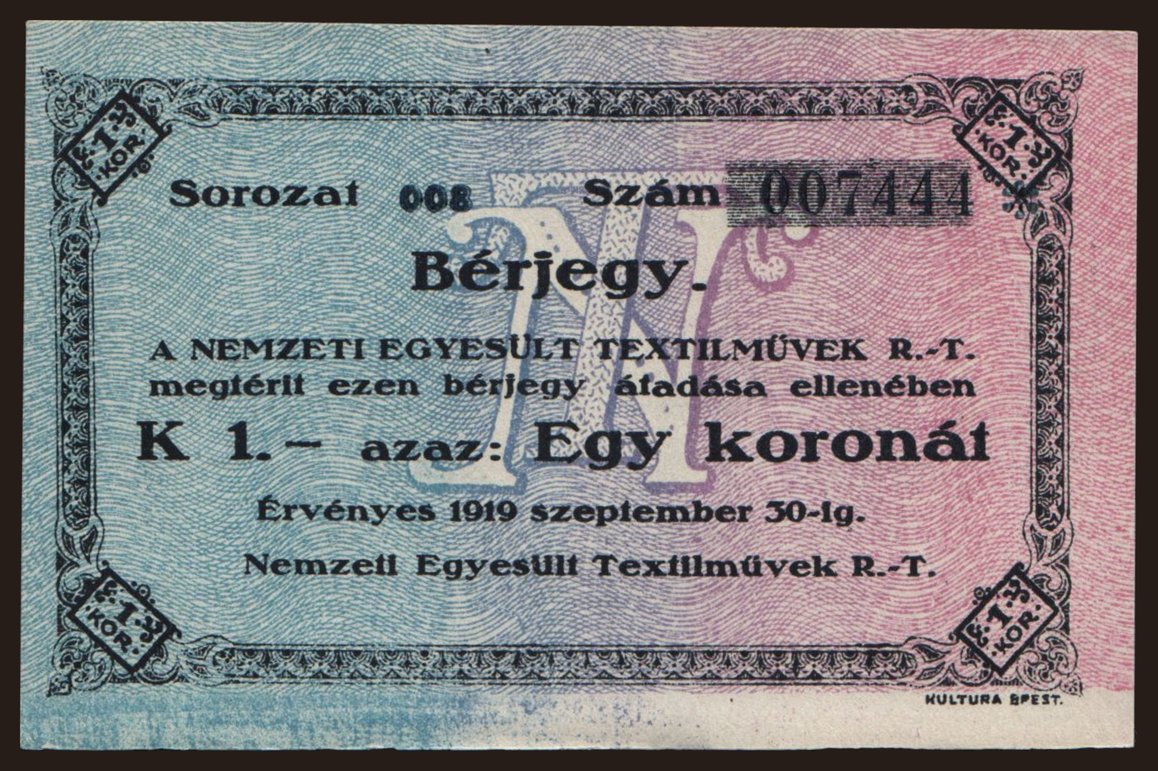 1 KOR.
1 KOR.
Sorozat 008 Szám 007444
Bérjegy.
A NEMZETI EGYESÜLT TEXTILMŰVEK R.-T.
megtérit ezen bérjegy átadása ellenében
K 1.— azaz: Egy koronát
Érvényes 1919 szeptember 30-ig.
Nemzeti Egyesült Textilművek R.-T.
1 KOR.
1 KOR.
KULTURA BPEST.